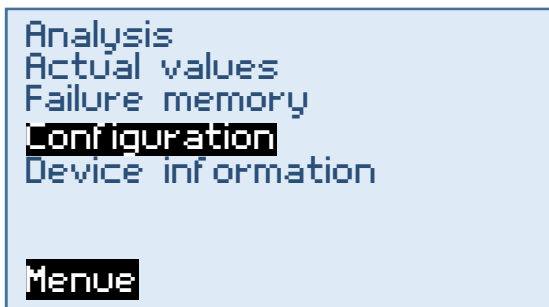 Analysis
Actual values
Failure memory
Configuration
Device information
Menue